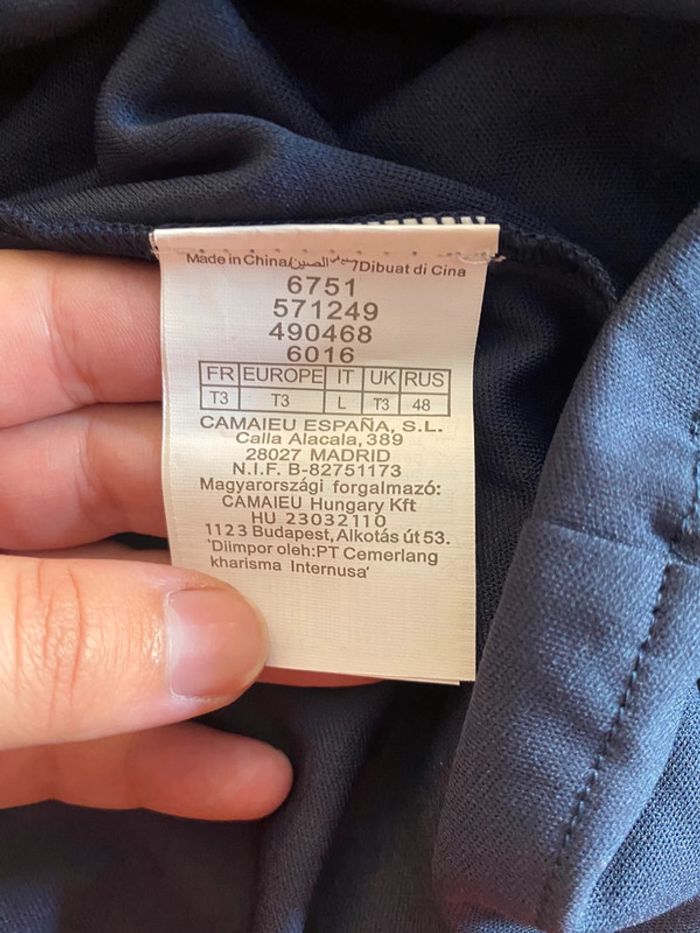 Made in China/صنع في الصين/Dibuat di Cina
6751
571249
490468
6016
FR EUROPE IT UK RUS
T3 T3 L T3 48
CAMAIEU ESPAÑA, S.L.
Calla Alacala, 389
28027 MADRID
N.I.F. B-82751173
Magyarországi forgalmazó:
CAMAIEU Hungary Kft
HU 23032110
1123 Budapest, Alkotás út 53.
'Diimpor oleh:PT Cemerlang
kharisma Internusa'